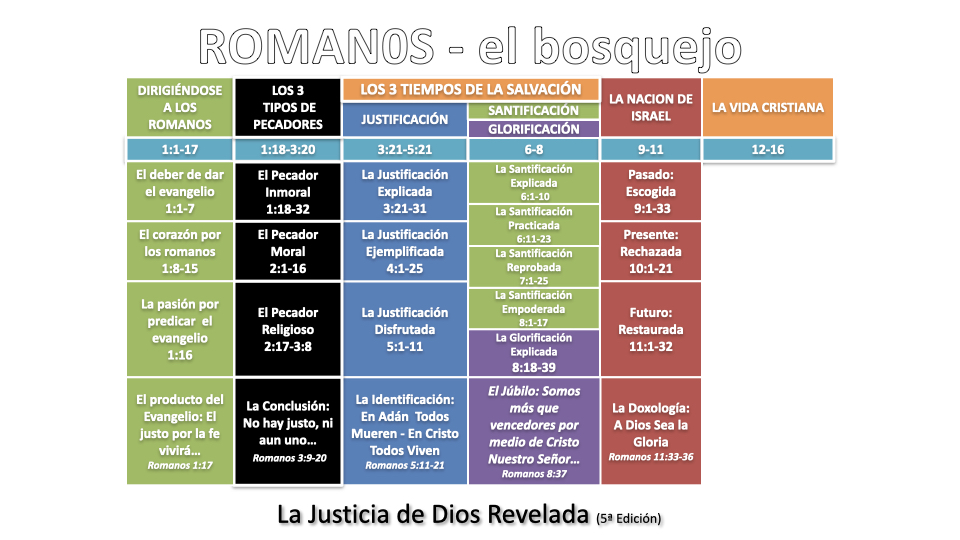 ROMAN0S - el bosquejo
DIRIGIÉNDOSE
A LOS
ROMANOS
LOS 3
TIPOS DE
PECADORES
LOS 3 TIEMPOS DE LA SALVACIÓN
JUSTIFICACIÓN
SANTIFICACIÓN
GLORIFICACIÓN
LA NACION DE
ISRAEL
LA VIDA CRISTIANA
1:1-17
1:18-3:20
3:21-5:21
6-8
9-11
12-16
El deber de dar
el evangelio
1:1-7
El corazón por
los romanos
1:8-15
La pasión por
predicar el
evangelio
1:16
El producto del
Evangelio: El
justo por la fe
vivirá...
Romanos 1:17
El Pecador
Inmoral
1:18-32
El Pecador
Moral
2:1-16
El Pecador
Religioso
2:17-3:8
La Conclusión:
No hay justo, ni
aun uno...
Romanos 3:9-20
La Justificación
Explicada
3:21-31
La Justificación
Ejemplificada
4:1-25
La Justificación
Disfrutada
5:1-11
La Identificación:
En Adán Todos
Mueren - En Cristo
Todos Viven
Romanos 5:11-21
La Santificación
Explicada
6:1-10
La Santificación
Practicada
6:11-23
La Santificación
Reprobada
7:1-25
La Santificación
Empoderada
8:1-17
La Glorificación
Explicada
8:18-39
El Júbilo: Somos
más que
vencedores por
medio de Cristo
Nuestro Señor...
Romanos 8:37
Pasado:
Escogida
9:1-33
Presente:
Rechazada
10:1-21
Futuro:
Restaurada
11:1-32
La Doxología:
A Dios Sea la
Gloria
Romanos 11:33-36
La Justicia de Dios Revelada (5ª Edición)